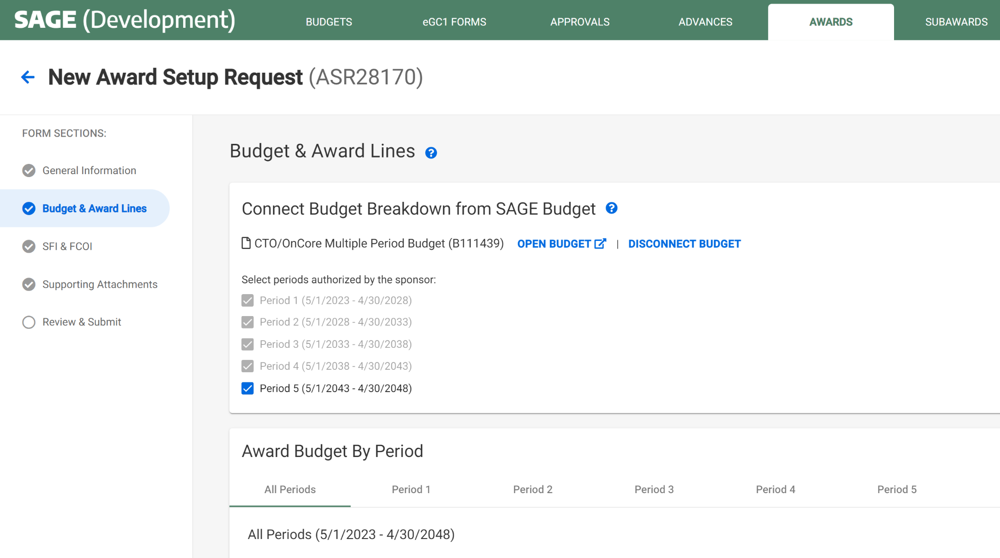 SAGE (Development)
BUDGETS
eGC1 FORMS
APPROVALS
ADVANCES
AWARDS
SUBAWARDS
New Award Setup Request (ASR28170)
FORM SECTIONS:
General Information
Budget & Award Lines
SFI & FCOI
Supporting Attachments
Review & Submit
Budget & Award Lines ?
Connect Budget Breakdown from SAGE Budget ?
CTO/OnCore Multiple Period Budget (B111439) OPEN BUDGET | DISCONNECT BUDGET
Select periods authorized by the sponsor:
Period 1 (5/1/2023 - 4/30/2028)
Period 2 (5/1/2028 - 4/30/2033)
Period 3 (5/1/2033 - 4/30/2038)
Period 4 (5/1/2038 - 4/30/2043)
Period 5 (5/1/2043 - 4/30/2048)
Award Budget By Period
All Periods
Period 1
Period 2
Period 3
Period 4
Period 5
All Periods (5/1/2023 - 4/30/2048)